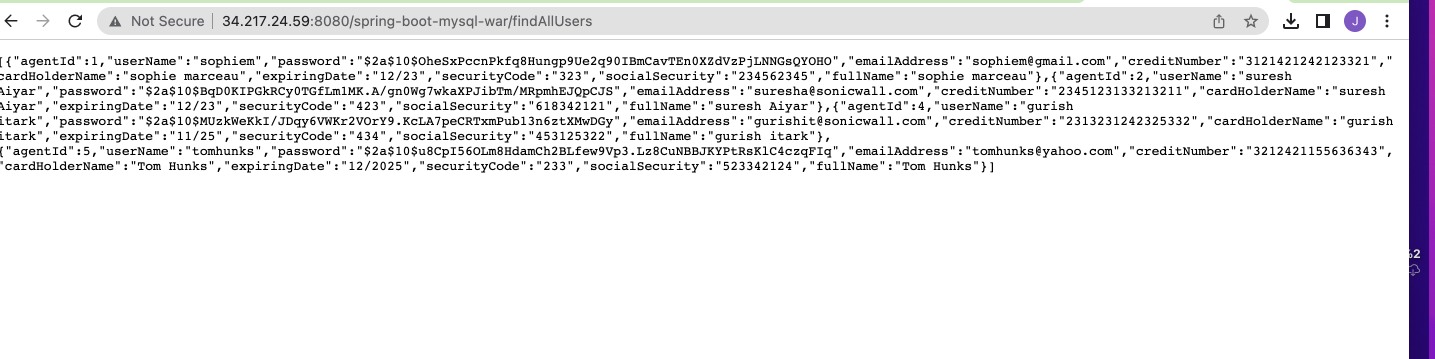 Not Secure | 34.217.24.59:8080/spring-boot-mysql-war/findAllUsers
J
[{"agentId":1,"userName":"sophiem","password":"$2a$10$OheSxPccnPkfq8Hungp9Ue2q90IBmCavTEn0XZdVzPjLNNGsQYOHO","emailAddress":"sophiem@gmail.com","creditNumber":"3121421242123321","
cardHolderName":"sophie marceau","expiringDate":"12/23","securityCode":"323","socialSecurity":"234562345","fullName":"sophie marceau"},{"agentId":2,"userName":"suresh
Aiyar","password":"$2a$10$BqD0KIPGkRCy0TGfLmlMK.A/gn0Wg7wkaXPJibTm/MRpmhEJQpCJS","emailAddress":"suresha@sonicwall.com","creditNumber":"2345123133213211","cardHolderName":"suresh
Aiyar","expiringDate":"12/23","securityCode":"423","socialSecurity":"618342121","fullName":"suresh Aiyar"},{"agentId":4,"userName":"gurish
itark","password":"$2a$10$MUzkWeKkI/JDqy6VWKr2VOrY9.KcLA7peCRTxmPubl3n6ztXMwDGy","emailAddress":"gurishit@sonicwall.com","creditNumber":"2313231242325332","cardHolderName":"gurish
itark","expiringDate":"11/25","securityCode":"434","socialSecurity":"453125322","fullName":"gurish itark"},
{"agentId":5,"userName":"tomhunks","password":"$2a$10$u8CpI56OLm8HdamCh2BLfew9Vp3.Lz8CuNBBJKYPtRsKlC4czqFIq","emailAddress":"tomhunks@yahoo.com","creditNumber":"3212421155636343",
"cardHolderName":"Tom Hunks","expiringDate":"12/2025","securityCode":"233","socialSecurity":"523342124","fullName":"Tom Hunks"}]